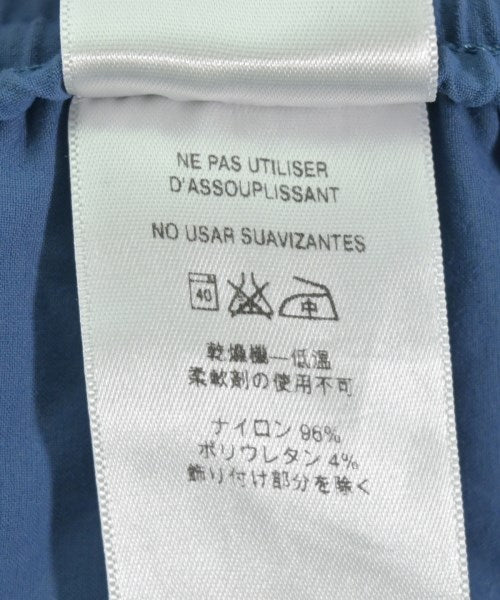 NE PAS UTILISER
D'ASSOUPLISSANT
NO USAR SUAVIZANTES
40 中
乾燥機—低温
柔軟剤の使用不可
ナイロン 96%
ポリウレタン 4%
飾り付け部分を除く